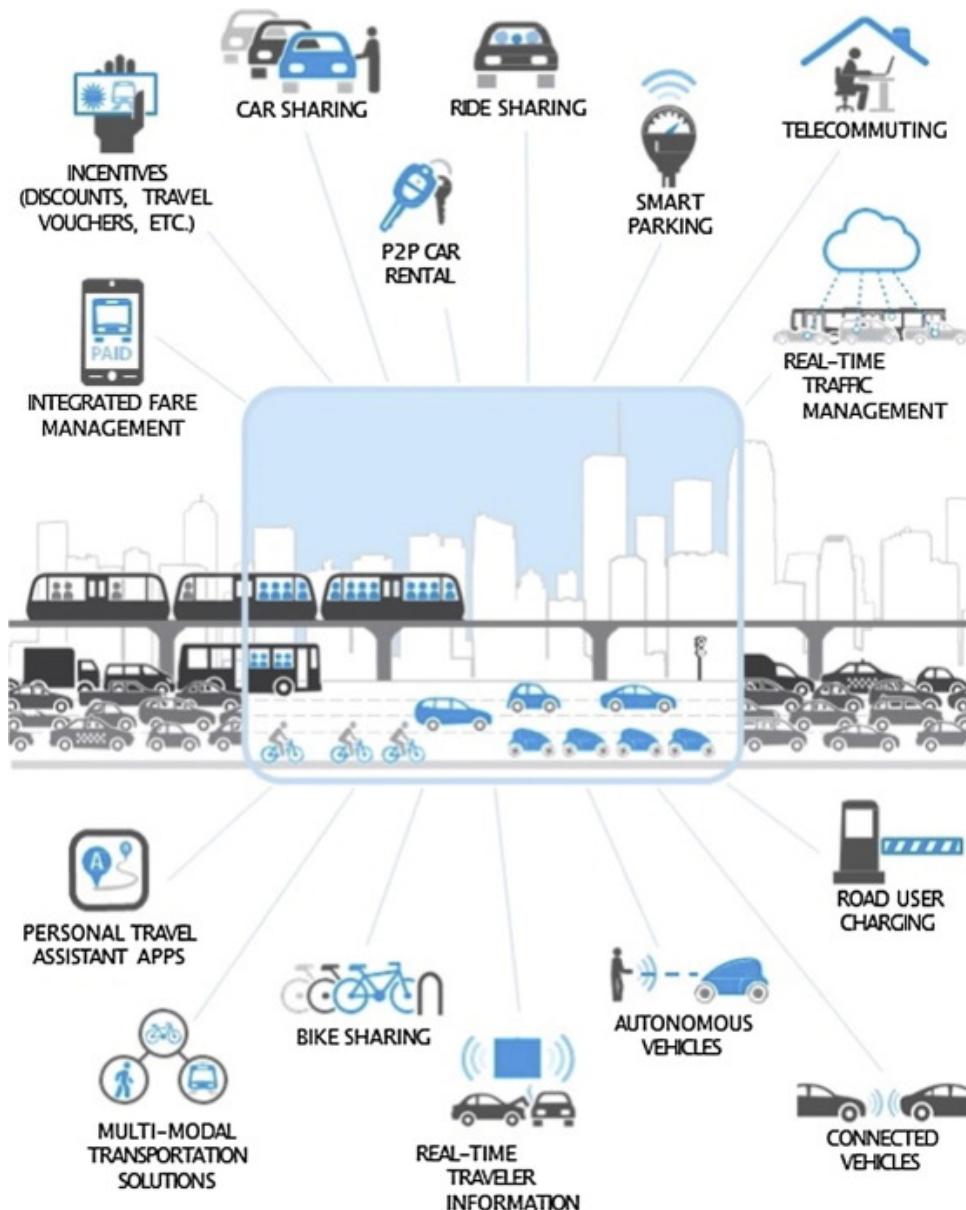 CAR SHARING
RIDE SHARING
TELECOMMUTING
INCENTIVES
(DISCOUNTS, TRAVEL
VOUCHERS, ETC.)
SMART
PARKING
P2P CAR
RENTAL
PAID
INTEGRATED FARE
MANAGEMENT
REAL-TIME
TRAFFIC
MANAGEMENT
A
PERSONAL TRAVEL
ASSISTANT APPS
ROAD USER
CHARGING
BIKE SHARING
AUTONOMOUS
VEHICLES
MULTI-MODAL
TRANSPORTATION
SOLUTIONS
REAL-TIME
TRAVELER
INFORMATION
CONNECTED
VEHICLES